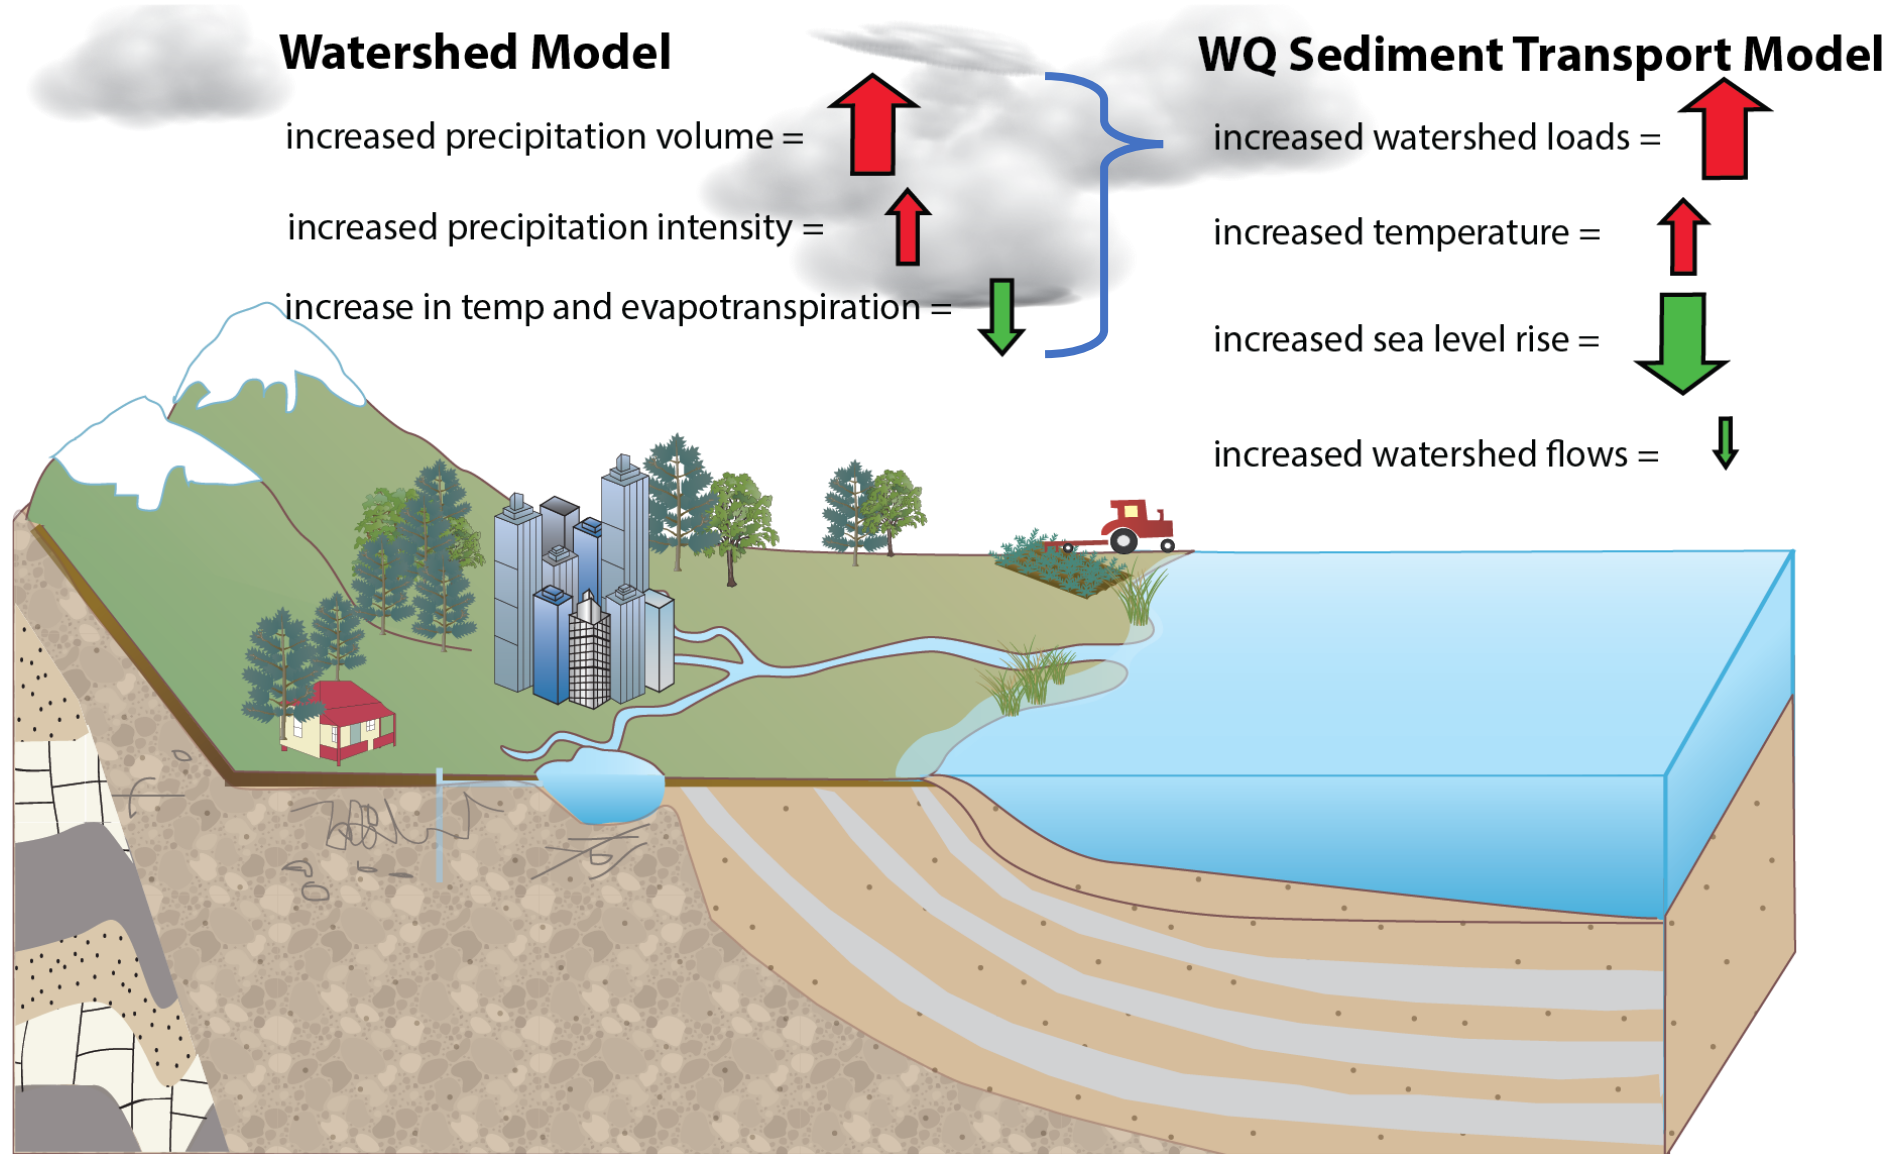 Watershed Model
increased precipitation volume =
increased precipitation intensity =
increase in temp and evapotranspiration =
WQ Sediment Transport Model
increased watershed loads =
increased temperature =
increased sea level rise =
increased watershed flows =